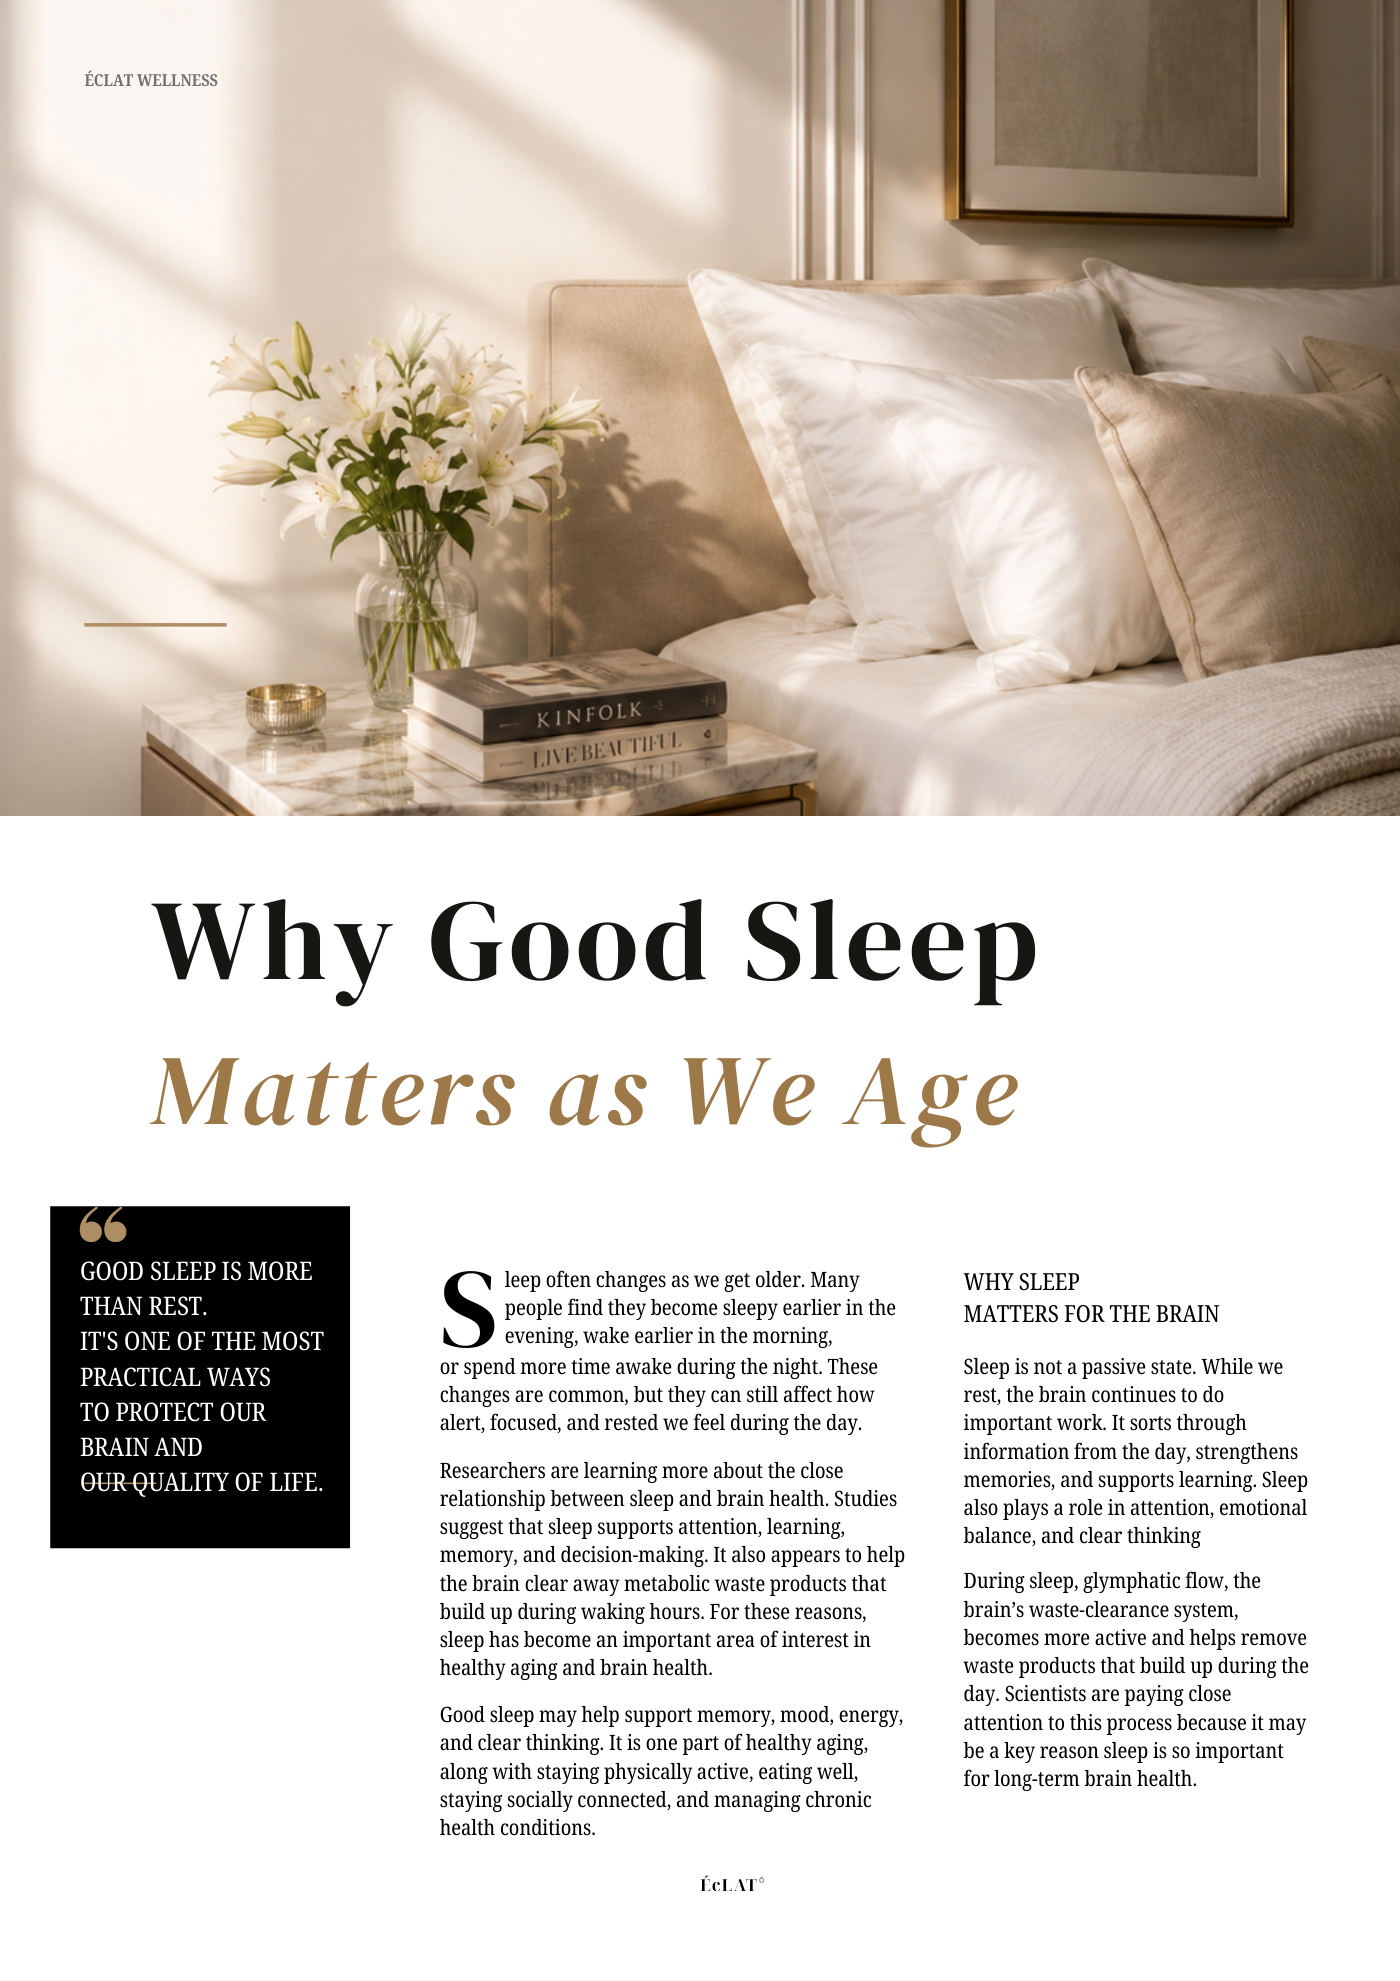 ÉCLAT WELLNESS
KINFOLK
LIVE BEAUTIFUL
Why Good Sleep
Matters as We Age
“
GOOD SLEEP IS MORE
THAN REST.
IT'S ONE OF THE MOST
PRACTICAL WAYS
TO PROTECT OUR
BRAIN AND
OUR QUALITY OF LIFE.
Sleep often changes as we get older. Many
people find they become sleepy earlier in the
evening, wake earlier in the morning,
or spend more time awake during the night. These
changes are common, but they can still affect how
alert, focused, and rested we feel during the day.
Researchers are learning more about the close
relationship between sleep and brain health. Studies
suggest that sleep supports attention, learning,
memory, and decision-making. It also appears to help
the brain clear away metabolic waste products that
build up during waking hours. For these reasons,
sleep has become an important area of interest in
healthy aging and brain health.
Good sleep may help support memory, mood, energy,
and clear thinking. It is one part of healthy aging,
along with staying physically active, eating well,
staying socially connected, and managing chronic
health conditions.
WHY SLEEP
MATTERS FOR THE BRAIN
Sleep is not a passive state. While we
rest, the brain continues to do
important work. It sorts through
information from the day, strengthens
memories, and supports learning. Sleep
also plays a role in attention, emotional
balance, and clear thinking
During sleep, glymphatic flow, the
brain’s waste-clearance system,
becomes more active and helps remove
waste products that build up during the
day. Scientists are paying close
attention to this process because it may
be a key reason sleep is so important
for long-term brain health.
ÉcLAT